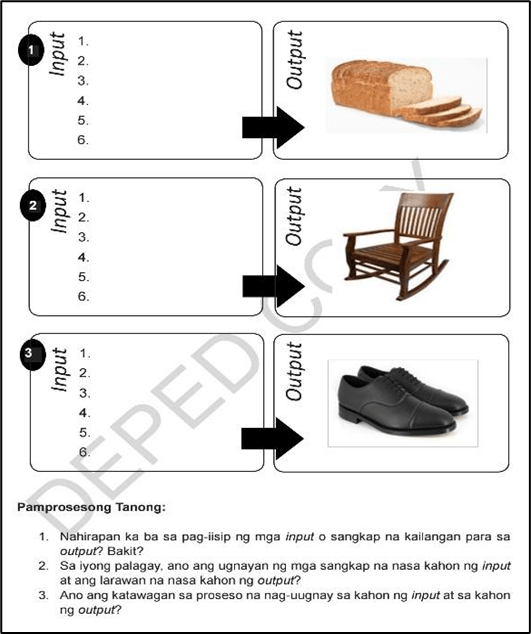 1
Input
1.
2.
3.
4.
5.
6.
Output
2
Input
1.
2.
3.
4.
5.
6.
Output
3
Input
1.
2.
3.
4.
5.
6.
Output
DEPED COPY
Pamprosesong Tanong:
1. Nahirapan ka ba sa pag-iisip ng mga input o sangkap na kailangan para sa
output? Bakit?
2. Sa iyong palagay, ano ang ugnayan ng mga sangkap na nasa kahon ng input
at ang larawan na nasa kahon ng output?
3. Ano ang katawagan sa proseso na nag-uugnay sa kahon ng input at sa kahon
ng output?